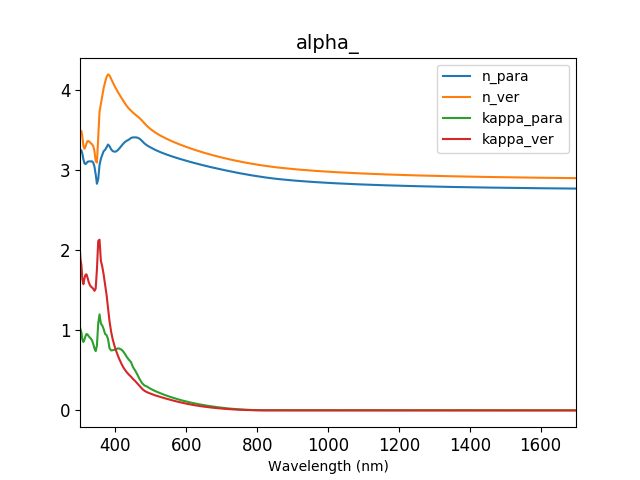 alpha_
n_para
n_ver
kappa_para
kappa_ver
4
3
2
1
0
400 600 800 1000 1200 1400 1600
Wavelength (nm)